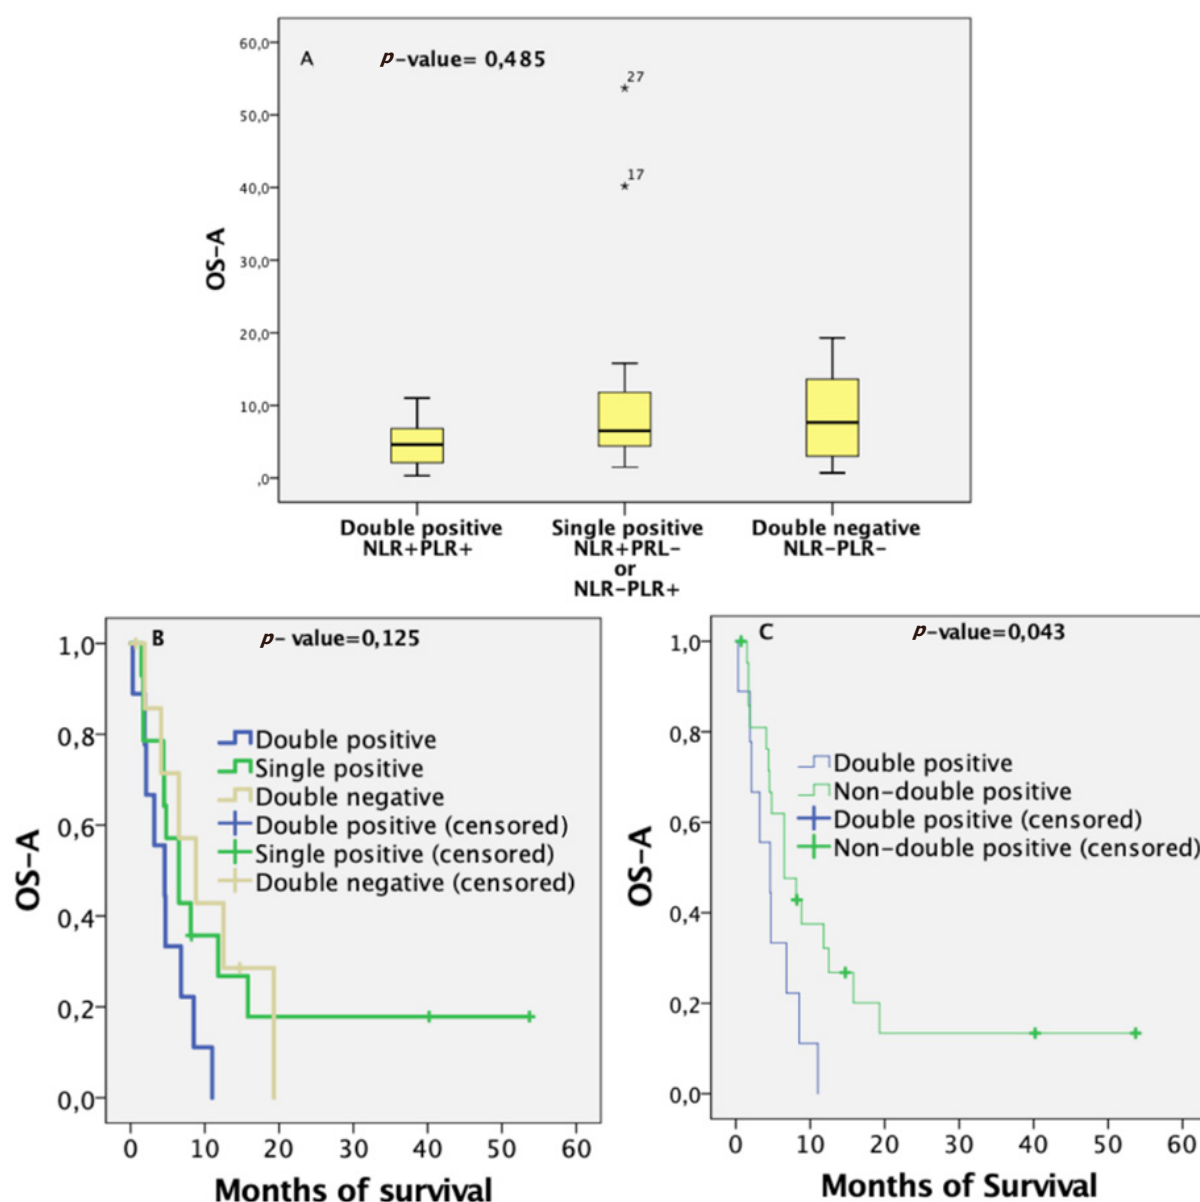 A
p-value= 0,485
60,0
50,0
40,0
30,0
20,0
10,0
,0
OS-A
*27
*17
Double positive
NLR+PLR+
Single positive
NLR+PRL-
or
NLR-PLR+
Double negative
NLR-PLR-
B
p- value=0,125
1,0
0,8
0,6
0,4
0,2
0,0
OS-A
Double positive
Single positive
Double negative
Double positive (censored)
Single positive (censored)
Double negative (censored)
0 10 20 30 40 50 60
Months of survival
C
p-value=0,043
1,0
0,8
0,6
0,4
0,2
0,0
OS-A
Double positive
Non-double positive
Double positive (censored)
Non-double positive (censored)
0 10 20 30 40 50 60
Months of Survival